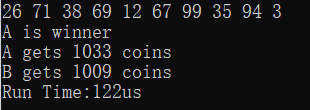 26 71 38 69 12 67 99 35 94 3
A is winner
A gets 1033 coins
B gets 1009 coins
Run Time:122us